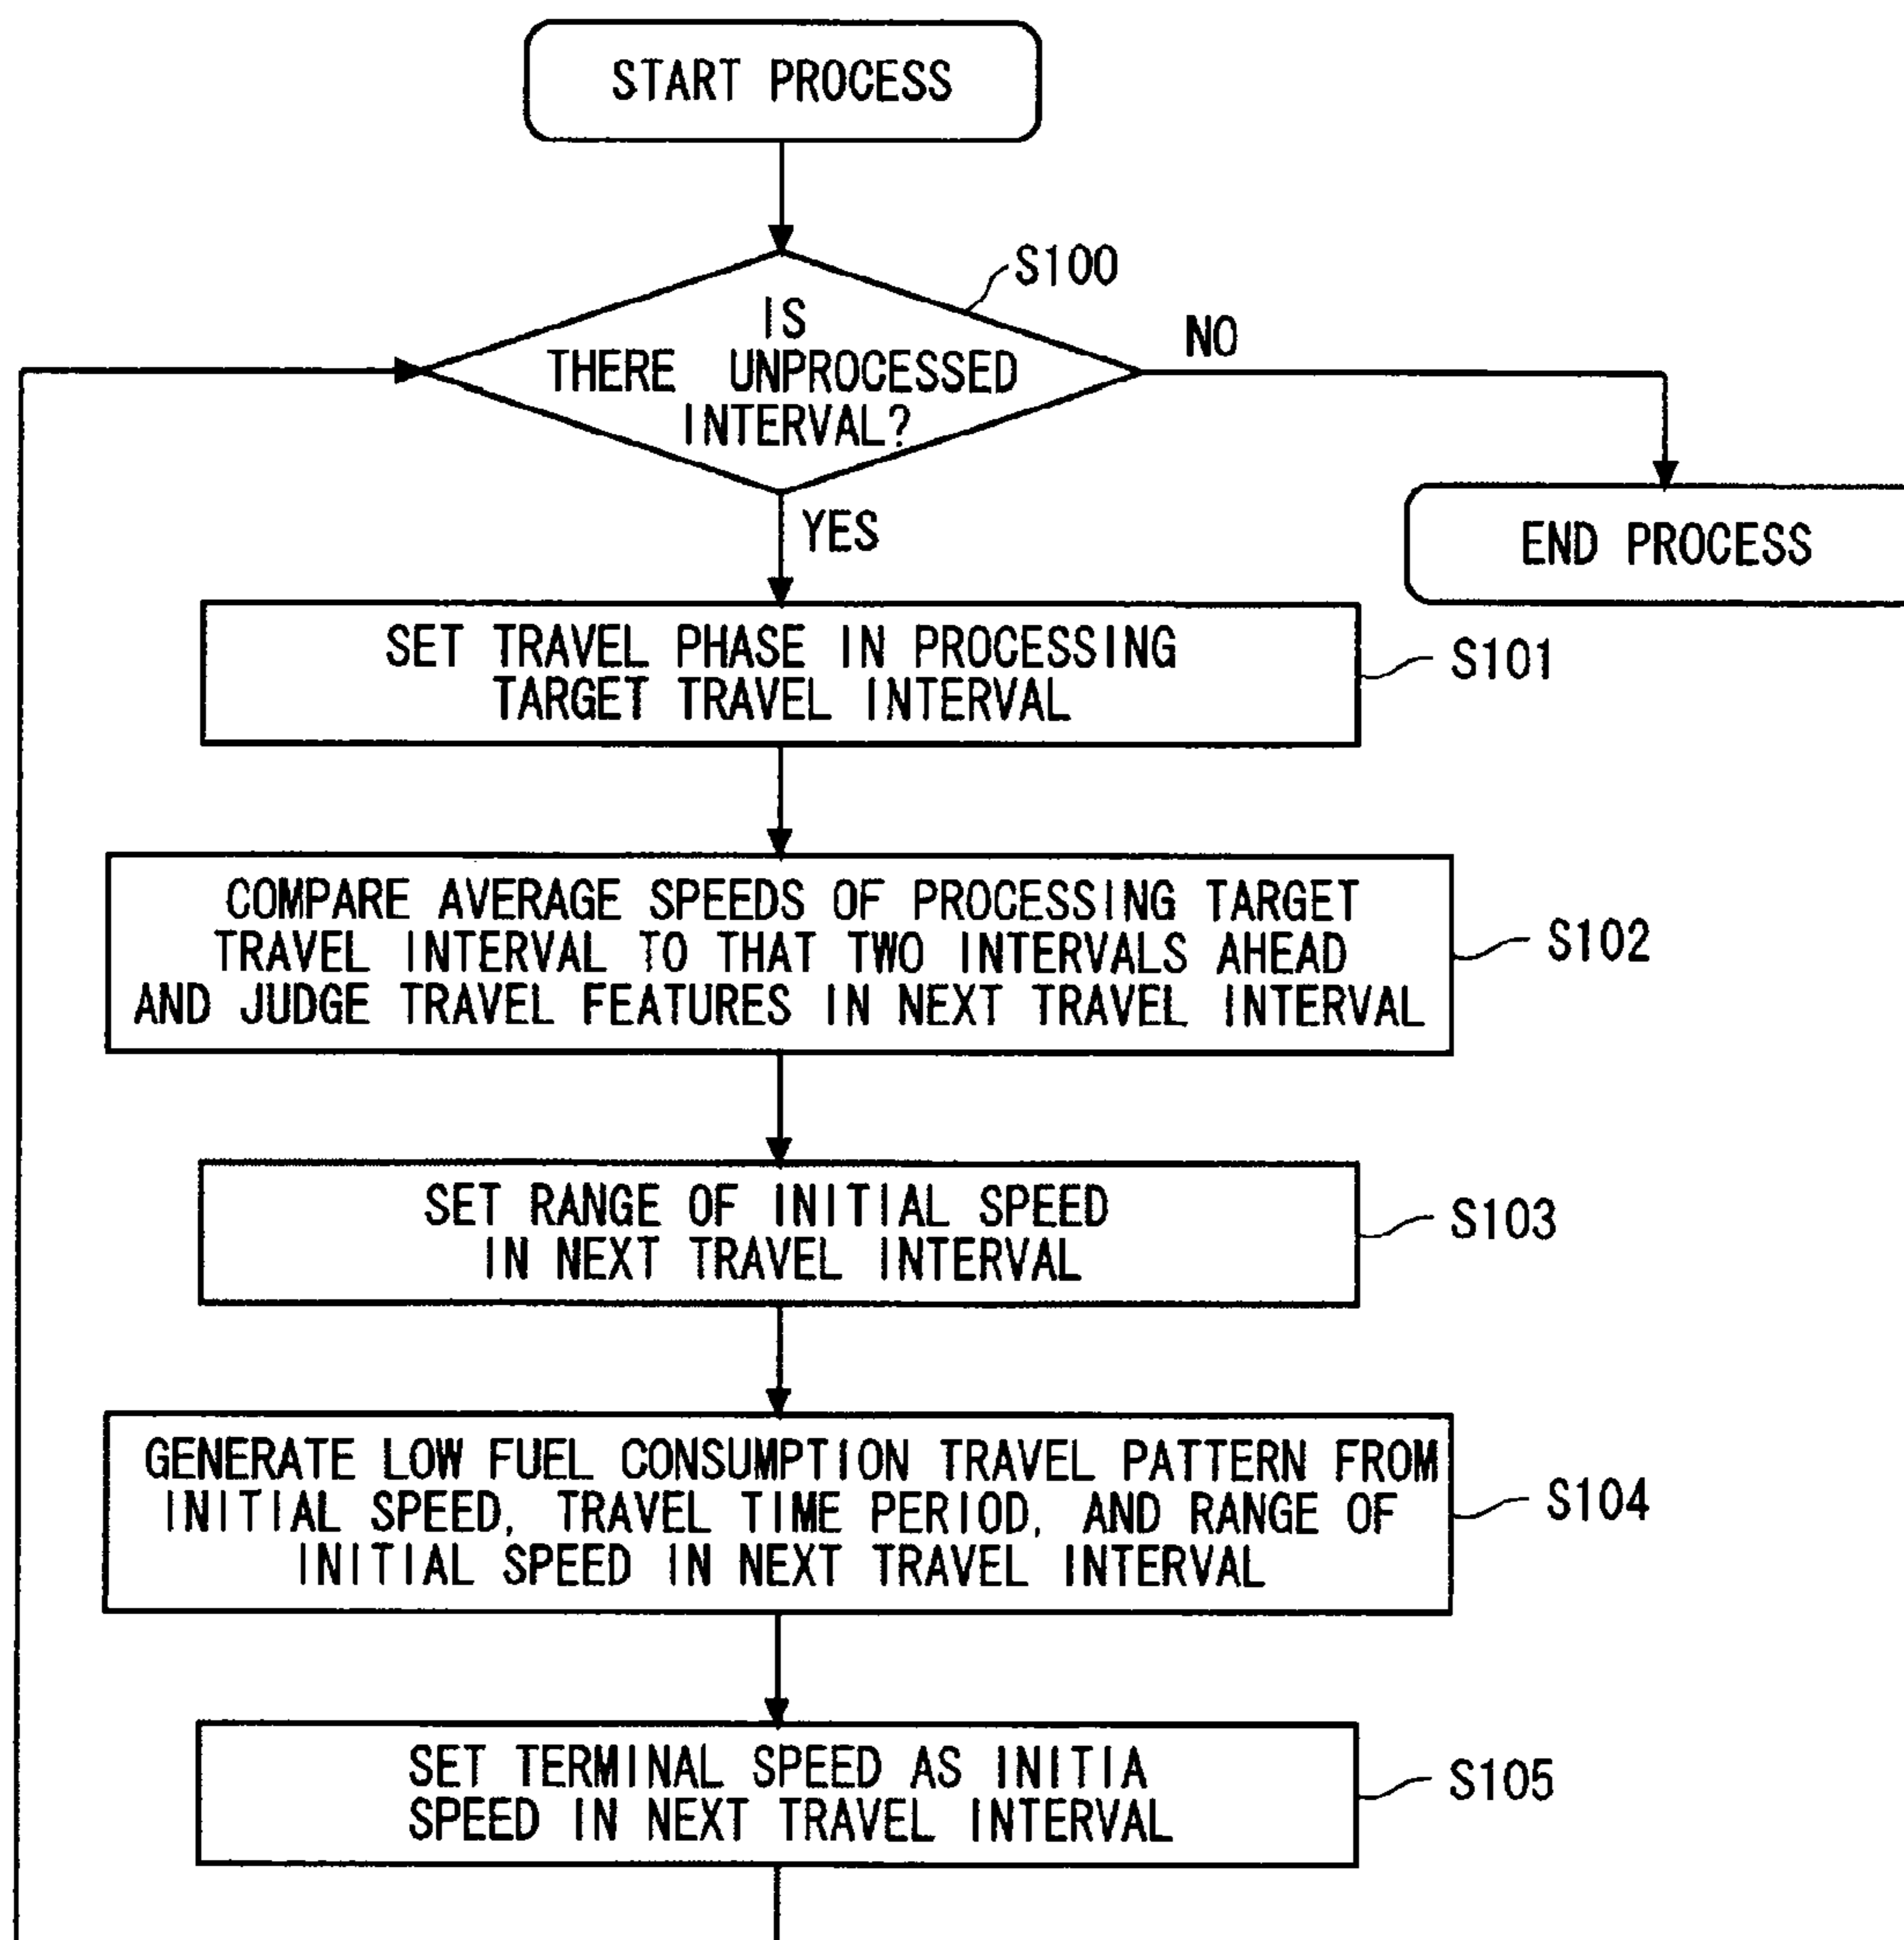 START PROCESS
S100
IS
THERE UNPROCESSED
INTERVAL?
NO
YES
END PROCESS
SET TRAVEL PHASE IN PROCESSING
TARGET TRAVEL INTERVAL
S101
COMPARE AVERAGE SPEEDS OF PROCESSING TARGET
TRAVEL INTERVAL TO THAT TWO INTERVALS AHEAD
AND JUDGE TRAVEL FEATURES IN NEXT TRAVEL INTERVAL
S102
SET RANGE OF INITIAL SPEED
IN NEXT TRAVEL INTERVAL
S103
GENERATE LOW FUEL CONSUMPTION TRAVEL PATTERN FROM
INITIAL SPEED, TRAVEL TIME PERIOD, AND RANGE OF
INITIAL SPEED IN NEXT TRAVEL INTERVAL
S104
SET TERMINAL SPEED AS INITIA
SPEED IN NEXT TRAVEL INTERVAL
S105